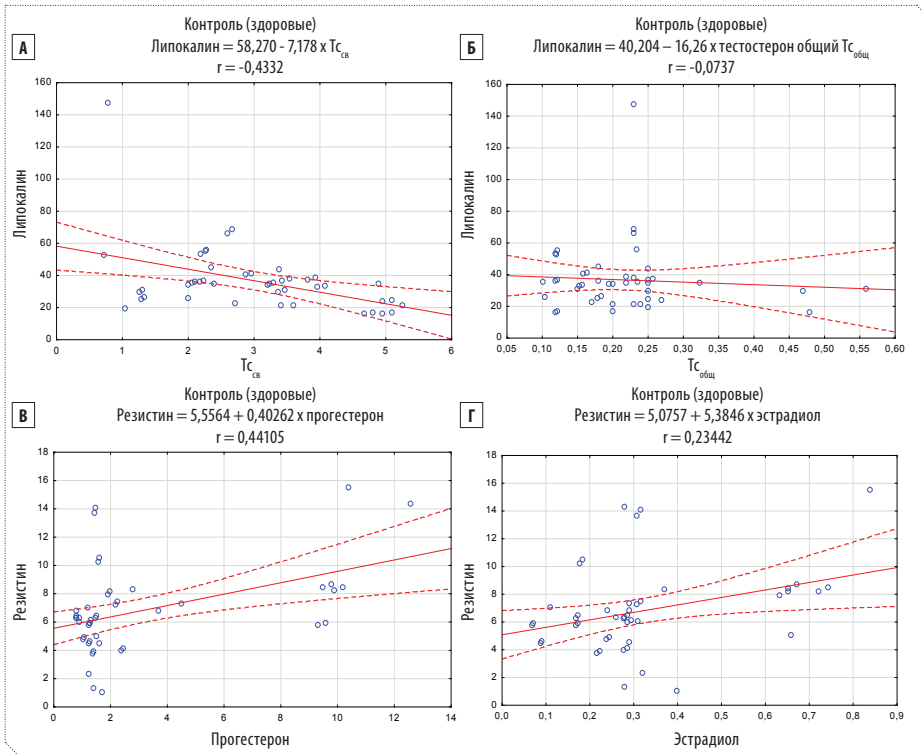 А
Контроль (здоровые)
Липокалин = 58,270 - 7,178 x Тс_св
r = -0,4332
160
140
120
100
80
60
40
20
0
Липокалин
0 1 2 3 4 5 6
Тс_св
Б
Контроль (здоровые)
Липокалин = 40,204 – 16,26 x тестостерон общий Тс_общ
r = -0,0737
160
140
120
100
80
60
40
20
0
Липокалин
0,05 0,10 0,15 0,20 0,25 0,30 0,35 0,40 0,45 0,50 0,55 0,60
Тс_общ
В
Контроль (здоровые)
Резистин = 5,5564 + 0,40262 x прогестерон
r = 0,44105
18
16
14
12
10
8
6
4
2
0
Резистин
0 2 4 6 8 10 12 14
Прогестерон
Г
Контроль (здоровые)
Резистин = 5,0757 + 5,3846 x эстрадиол
r = 0,23442
18
16
14
12
10
8
6
4
2
0
Резистин
0,0 0,1 0,2 0,3 0,4 0,5 0,6 0,7 0,8 0,9
Эстрадиол